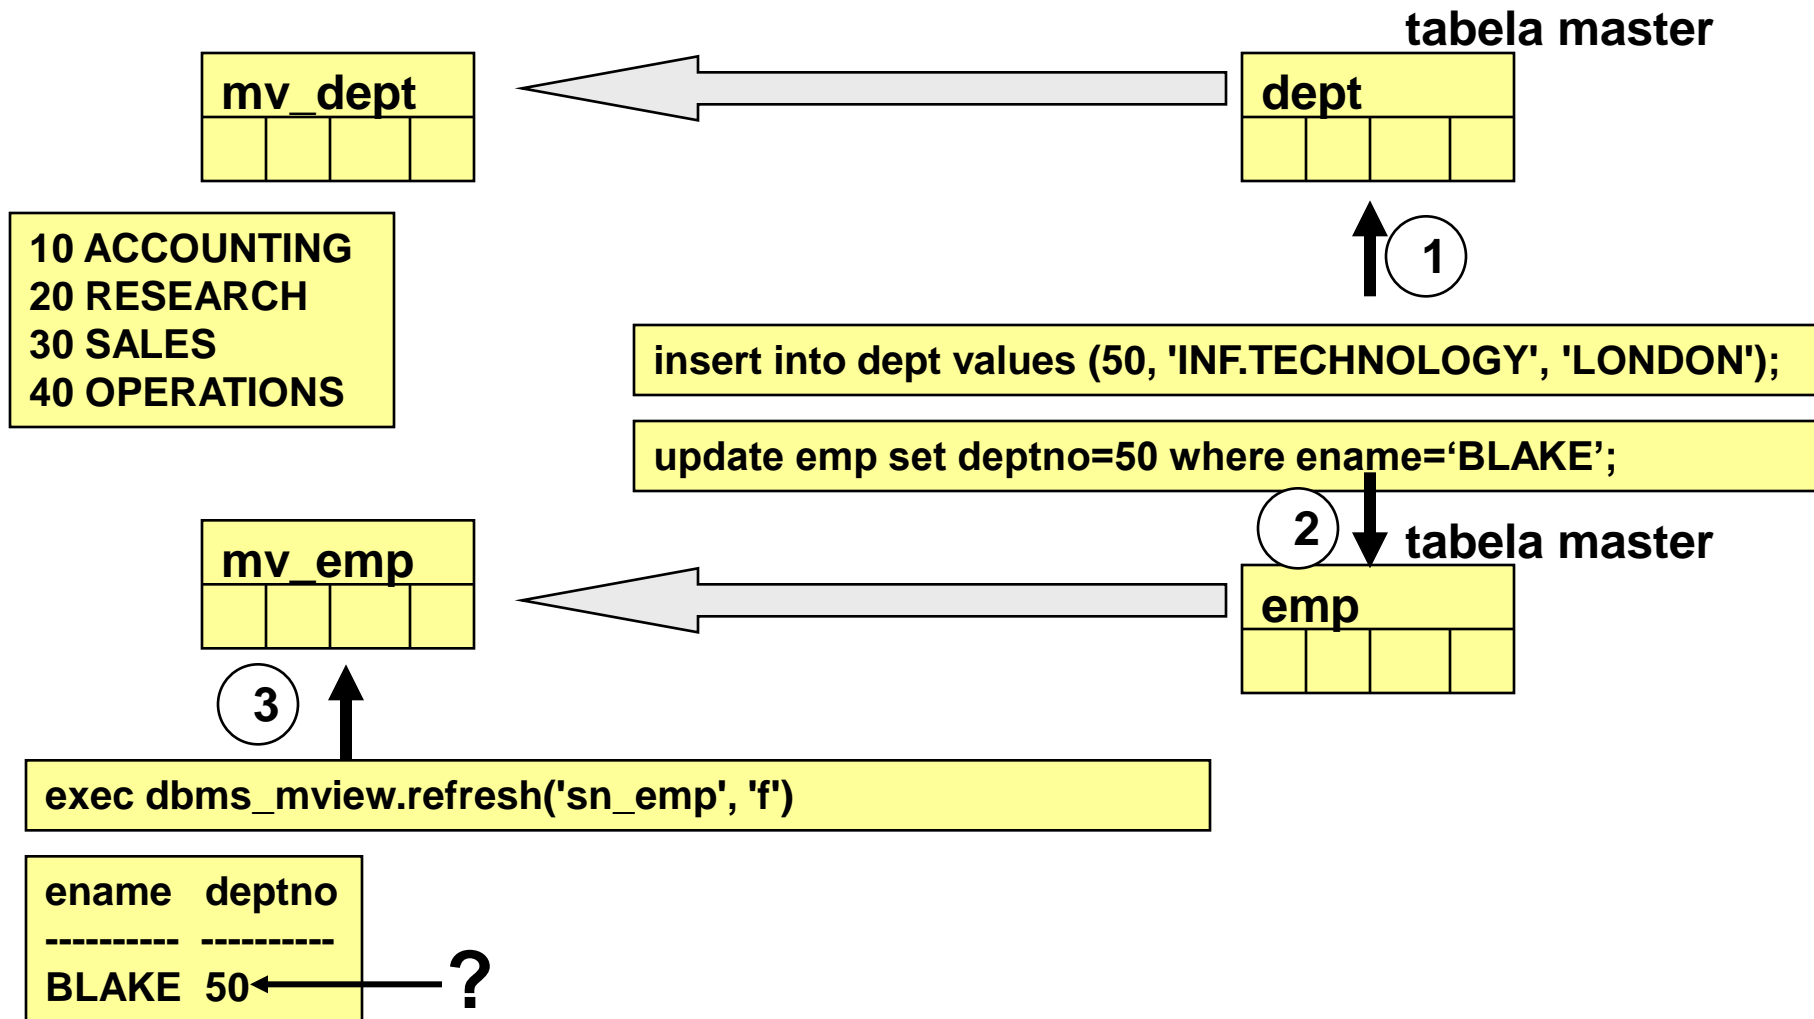 tabela master
mv_dept
dept
10 ACCOUNTING
20 RESEARCH
30 SALES
40 OPERATIONS
1
insert into dept values (50, 'INF.TECHNOLOGY', 'LONDON');
update emp set deptno=50 where ename=‘BLAKE’;
2
tabela master
mv_emp
emp
3
exec dbms_mview.refresh('sn_emp', 'f')
ename deptno
---------- ----------
BLAKE 50
?